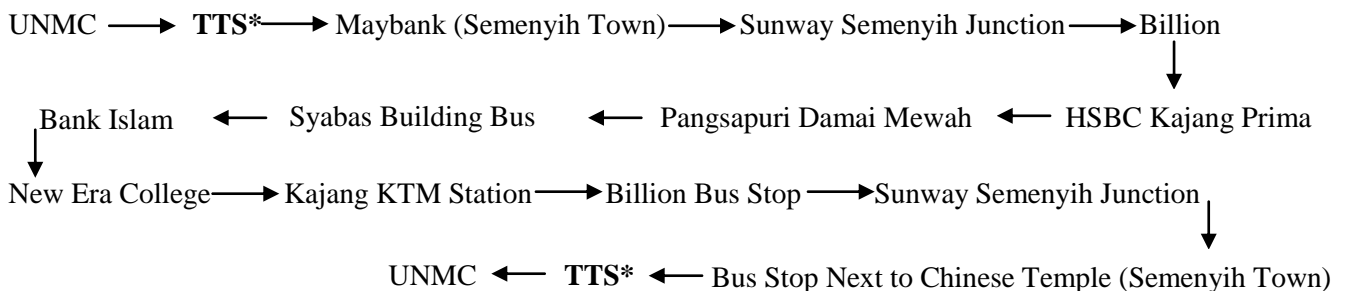 UNMC TTS* Maybank (Semenyih Town) Sunway Semenyih Junction Billion
Bank Islam Syabas Building Bus Pangsapuri Damai Mewah HSBC Kajang Prima
New Era College Kajang KTM Station Billion Bus Stop Sunway Semenyih Junction
UNMC TTS* Bus Stop Next to Chinese Temple (Semenyih Town)